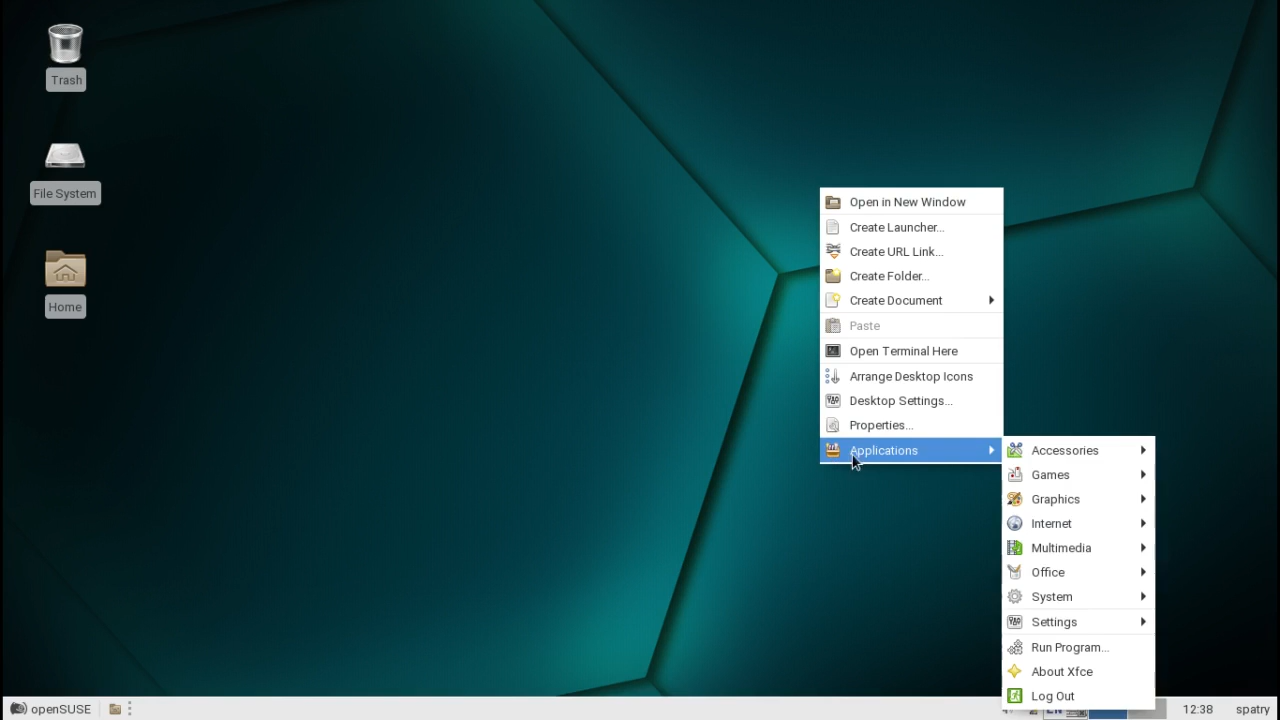 Trash
File System
Home
Open in New Window
Create Launcher...
Create URL Link...
Create Folder...
Create Document
Paste
Open Terminal Here
Arrange Desktop Icons
Desktop Settings...
Properties...
Applications
Accessories
Games
Graphics
Internet
Multimedia
Office
System
Settings
Run Program...
About Xfce
Log Out
openSUSE
EN
12:38
spatry